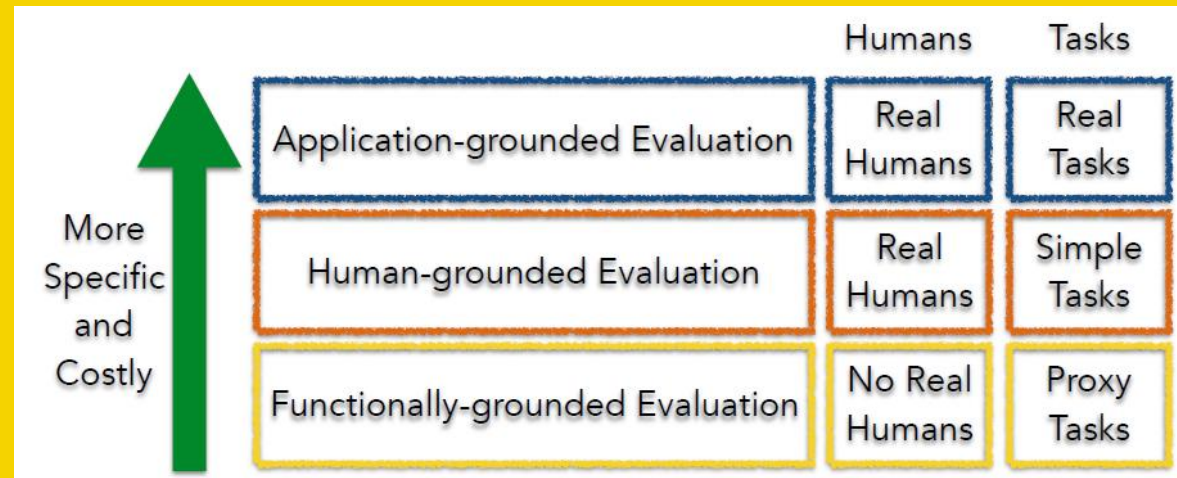 Humans Tasks
Application-grounded Evaluation
Real
Humans
Real
Tasks
More
Specific
and
Costly
Human-grounded Evaluation
Real
Humans
Simple
Tasks
Functionally-grounded Evaluation
No Real
Humans
Proxy
Tasks